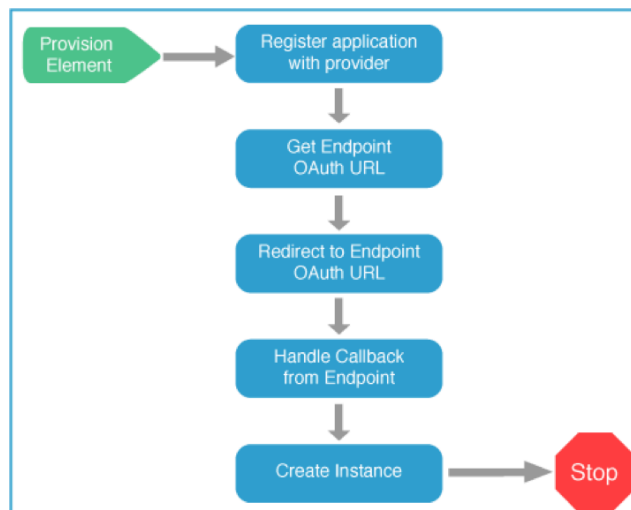 Provision
Element
Register application
with provider
Get Endpoint
OAuth URL
Redirect to Endpoint
OAuth URL
Handle Callback
from Endpoint
Create Instance
Stop